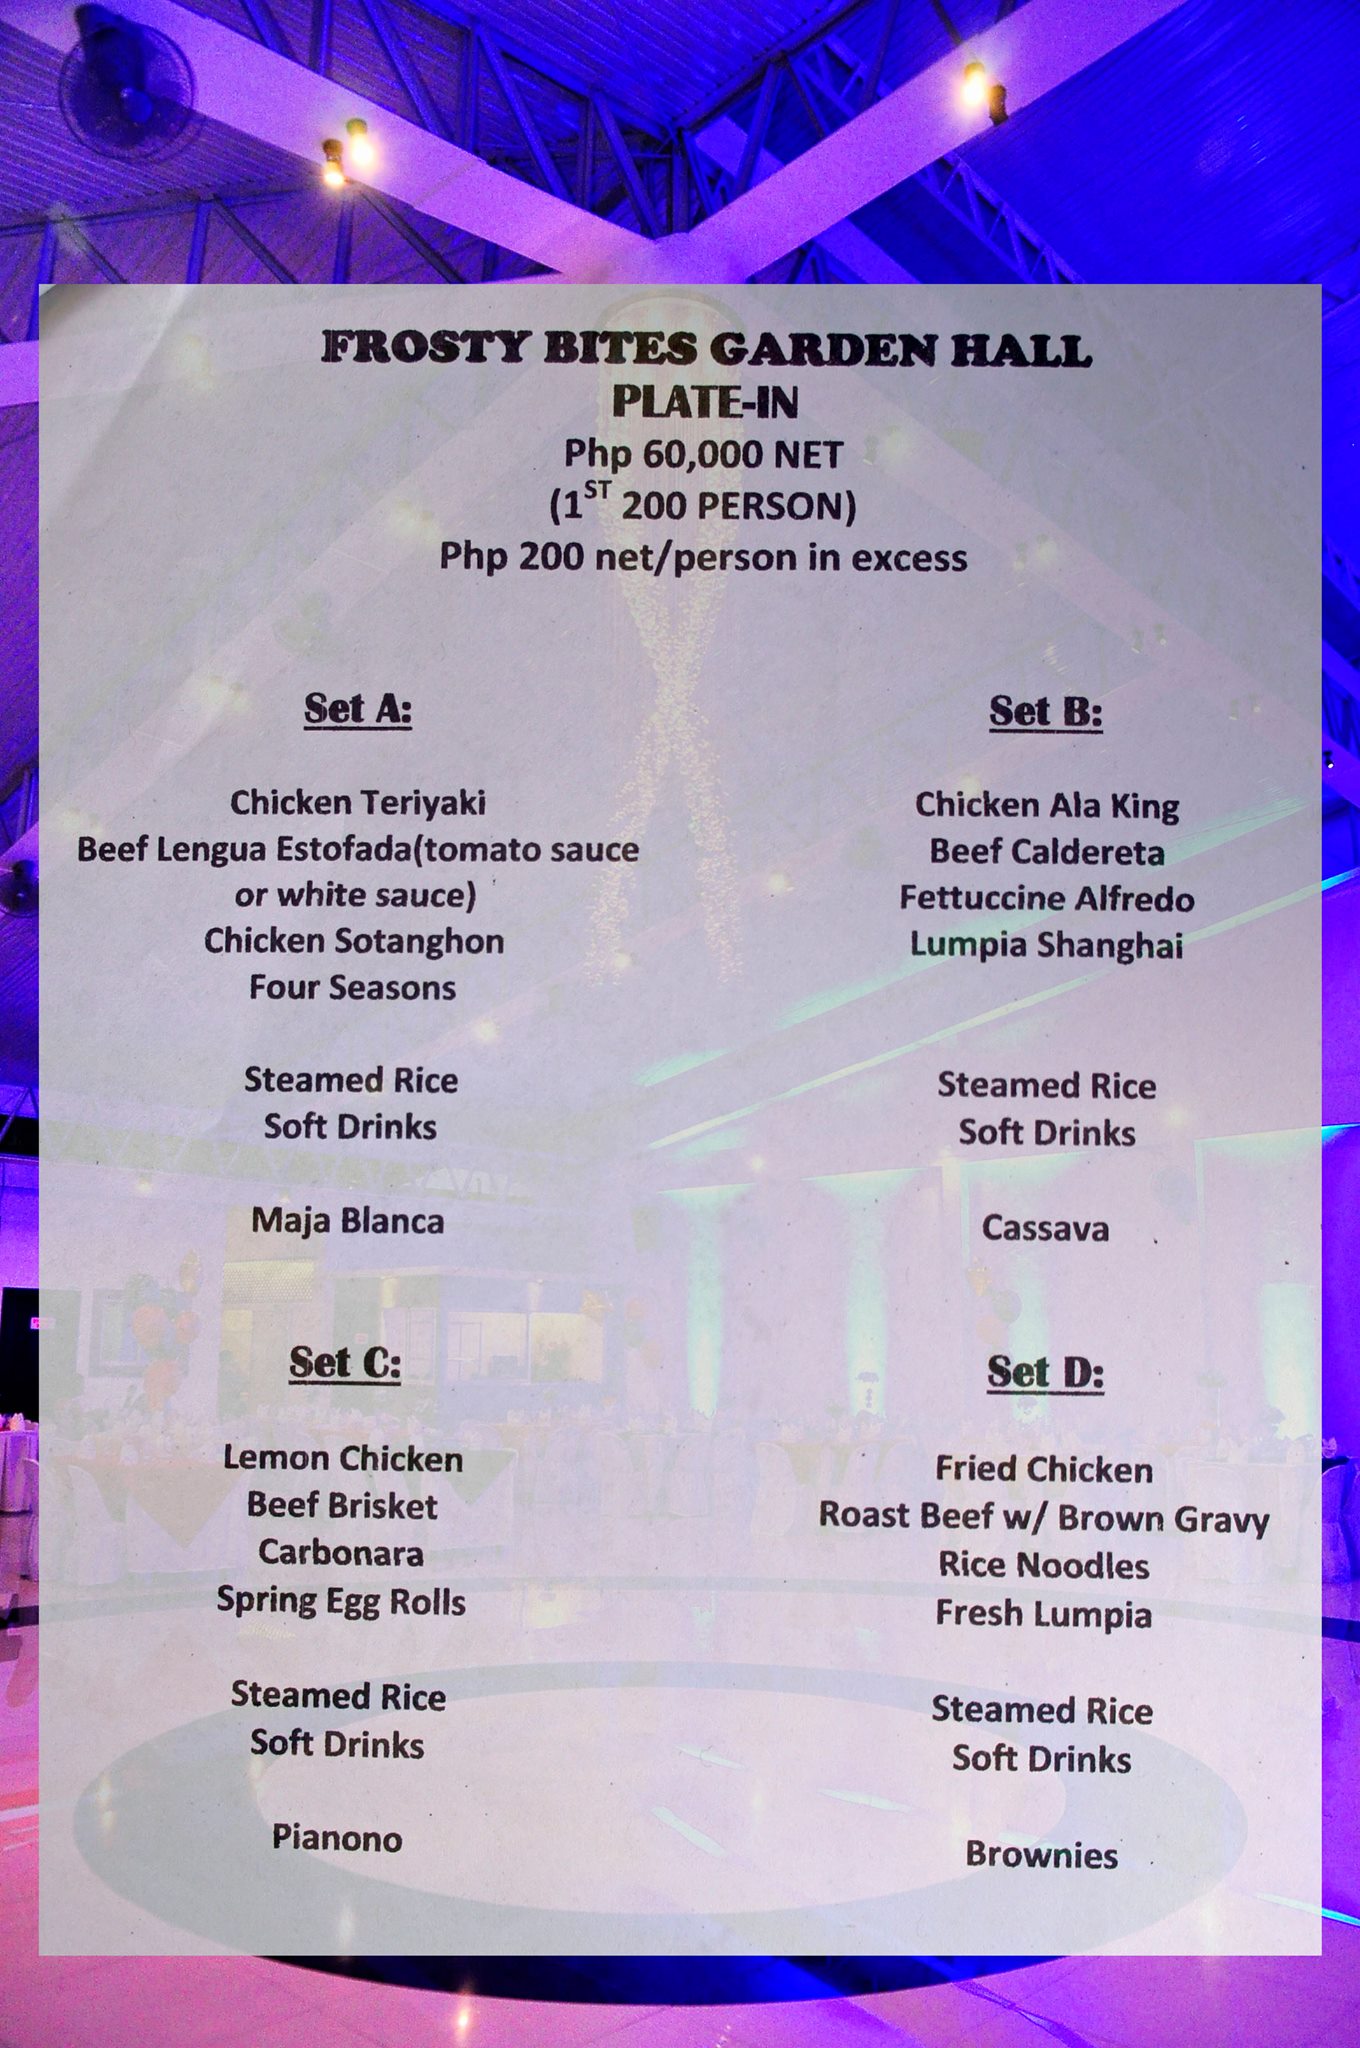 FROSTY BITES GARDEN HALL
PLATE-IN
Php 60,000 NET
(1ST 200 PERSON)
Php 200 net/person in excess
Set A:
Chicken Teriyaki
Beef Lengua Estofada(tomato sauce
or white sauce)
Chicken Sotanghon
Four Seasons
Steamed Rice
Soft Drinks
Maja Blanca
Set B:
Chicken Ala King
Beef Caldereta
Fettuccine Alfredo
Lumpia Shanghai
Steamed Rice
Soft Drinks
Cassava
Set C:
Lemon Chicken
Beef Brisket
Carbonara
Spring Egg Rolls
Steamed Rice
Soft Drinks
Pianono
Set D:
Fried Chicken
Roast Beef w/ Brown Gravy
Rice Noodles
Fresh Lumpia
Steamed Rice
Soft Drinks
Brownies